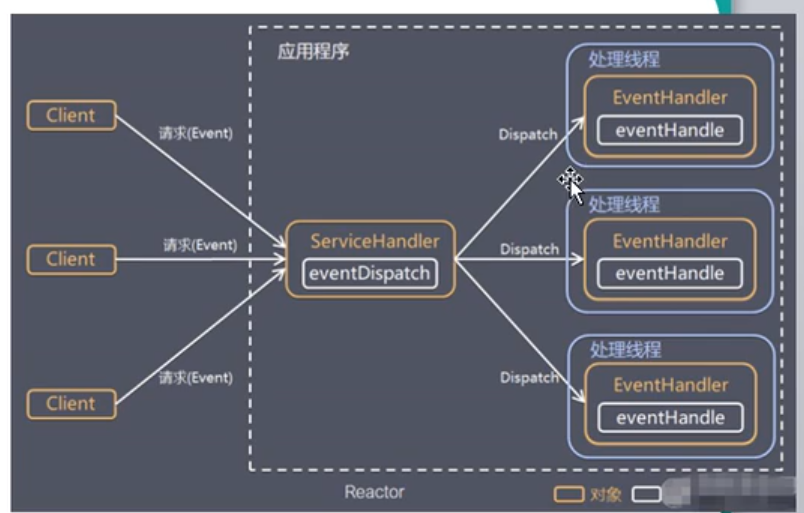 应用程序
处理线程
EventHandler
eventHandle
Client
请求(Event)
Dispatch
处理线程
ServiceHandler
eventDispatch
EventHandler
eventHandle
Client
请求(Event)
Dispatch
处理线程
EventHandler
eventHandle
Client
请求(Event)
Dispatch
Reactor
对象